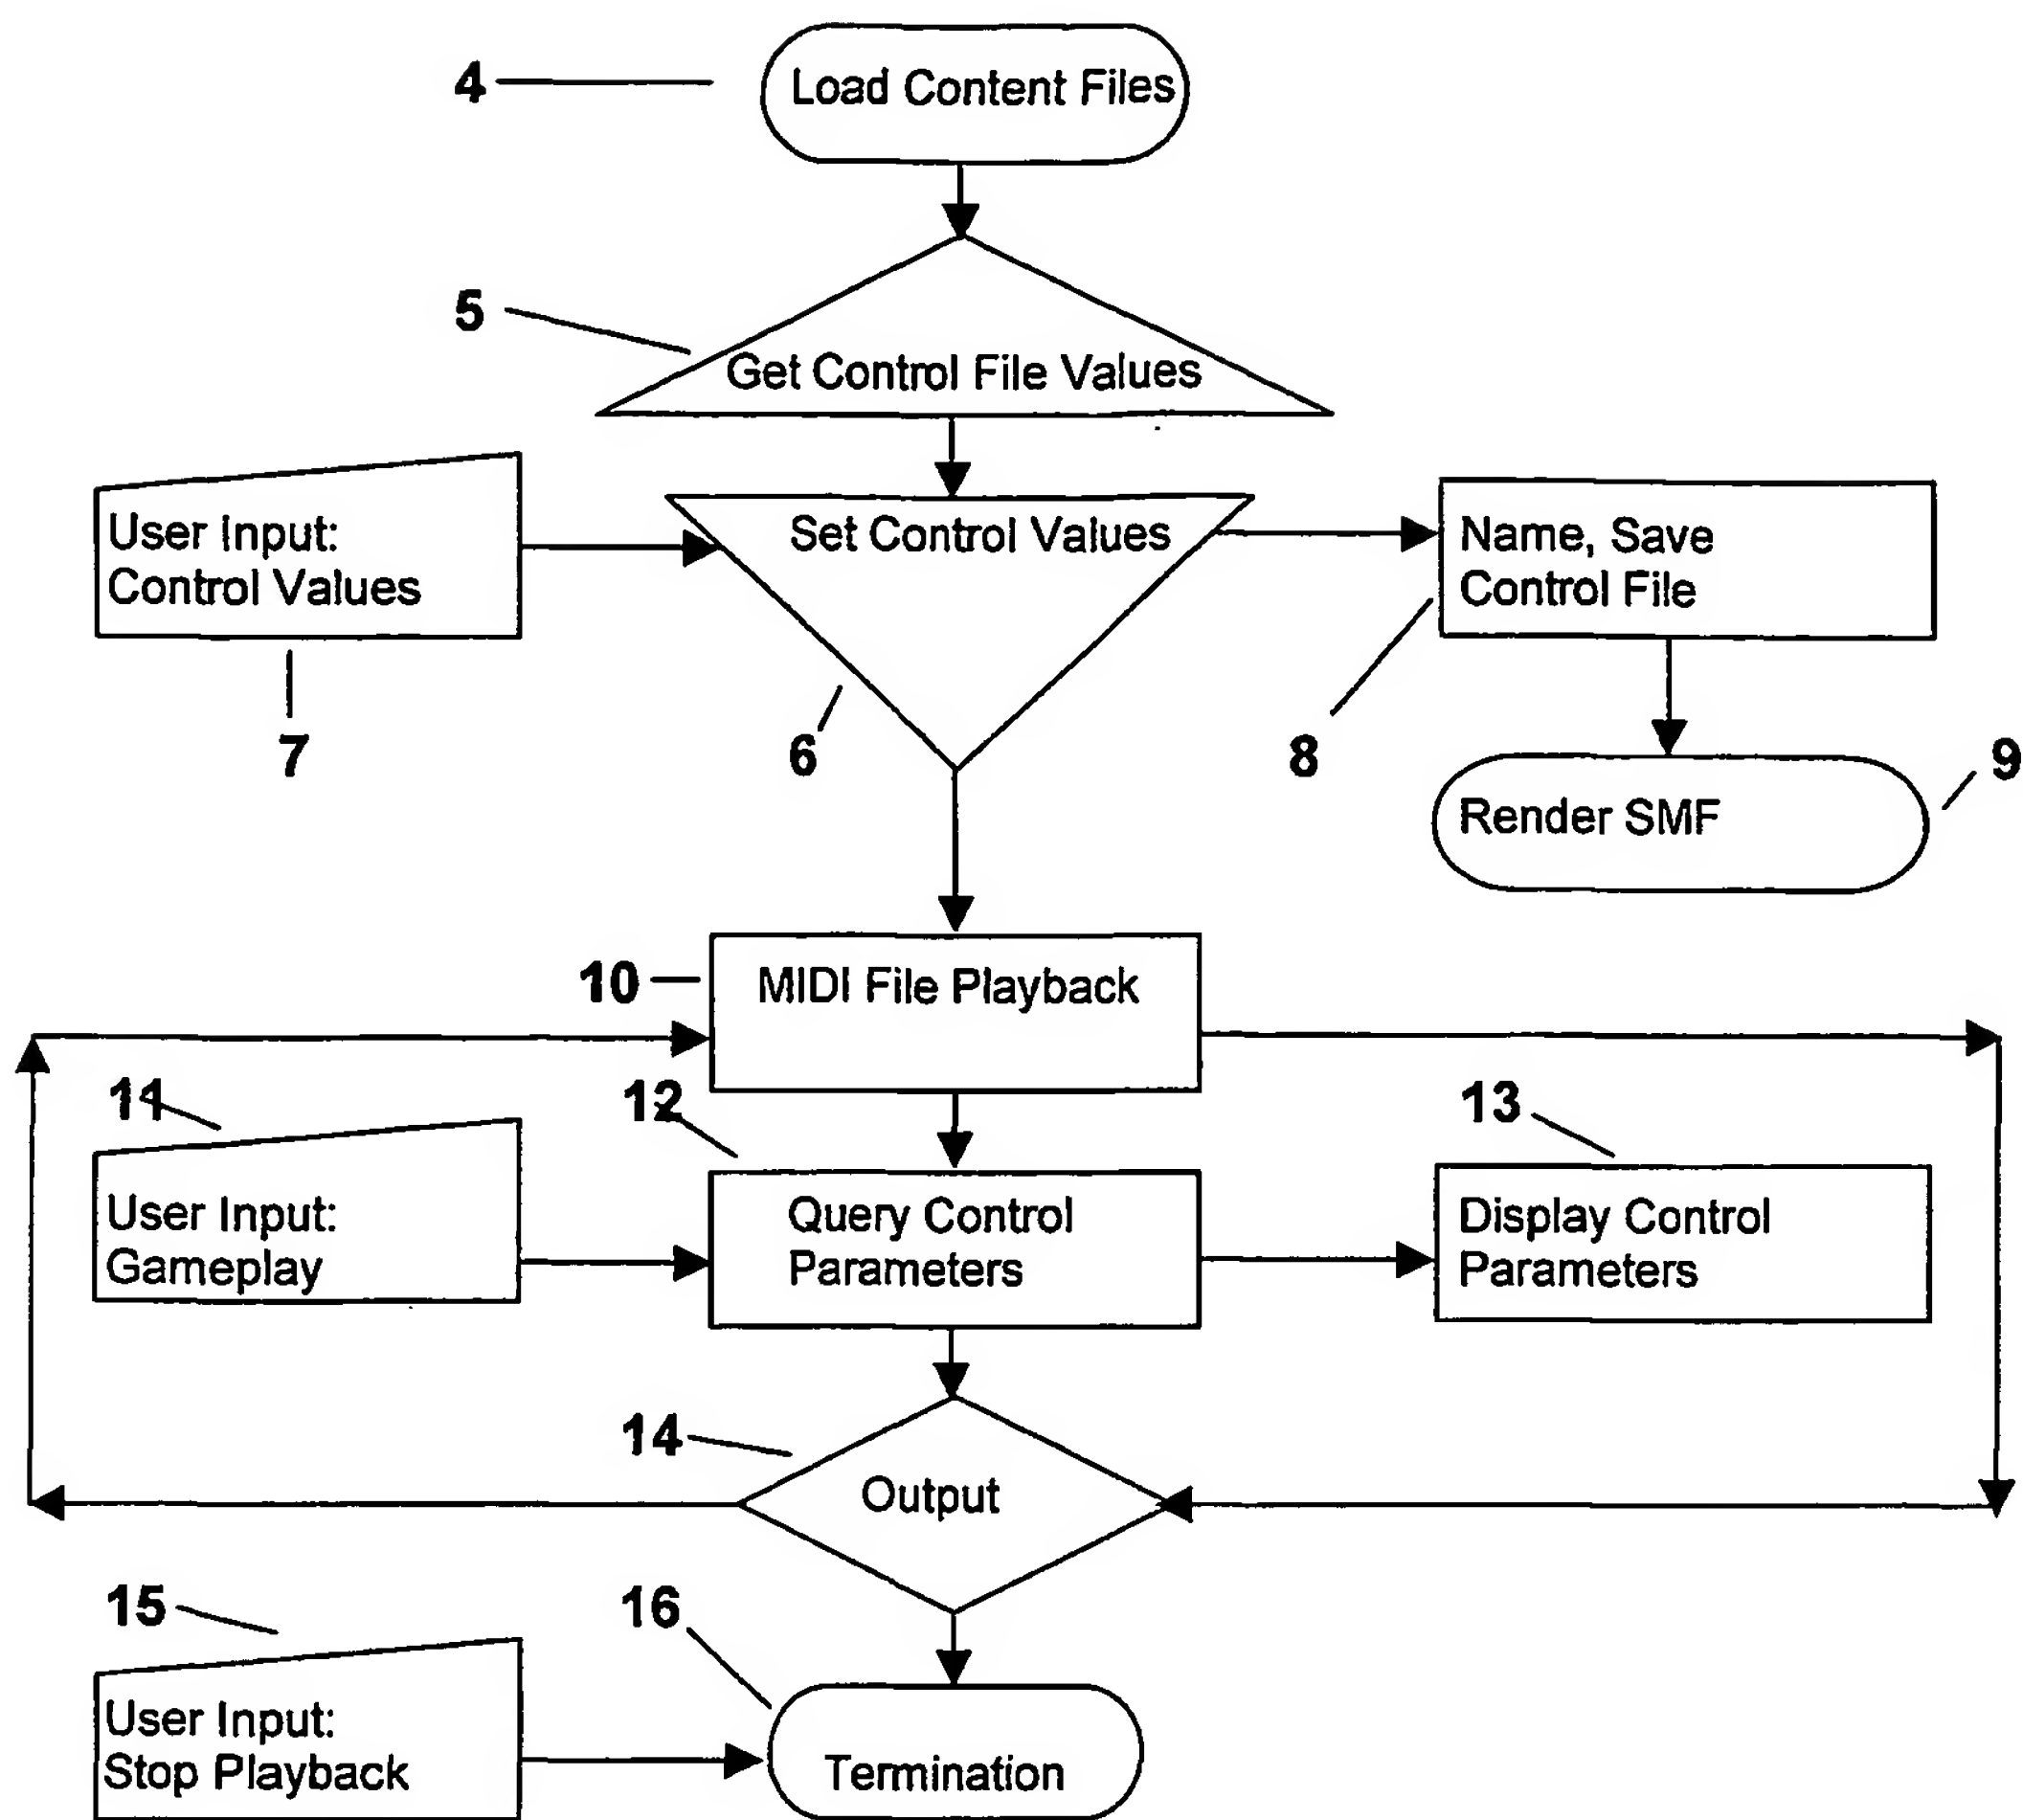 4
Load Content Files
5
Get Control File Values
User Input:
Control Values
Set Control Values
Name, Save
Control File
7
6
8
9
Render SMF
10
MIDI File Playback
11
12
13
User Input:
Gameplay
Query Control
Parameters
Display Control
Parameters
14
Output
15
16
User Input:
Stop Playback
Termination